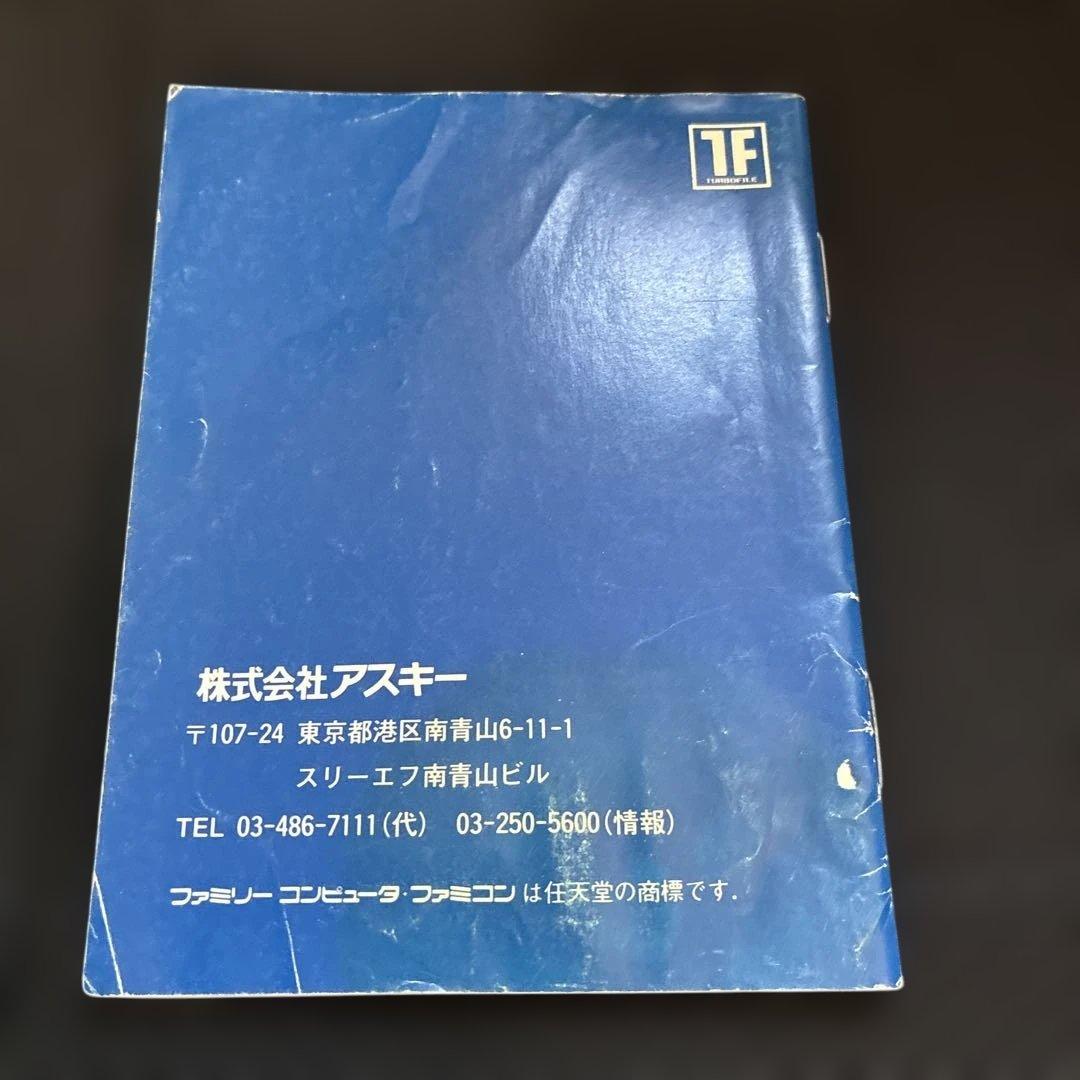 TF
TURBOFILE
株式会社アスキー
〒107-24 東京都港区南青山6-11-1
スリーエフ南青山ビル
TEL 03-486-7111(代) 03-250-5600(情報)
ファミリー コンピュータ・ファミコン は任天堂の商標です.